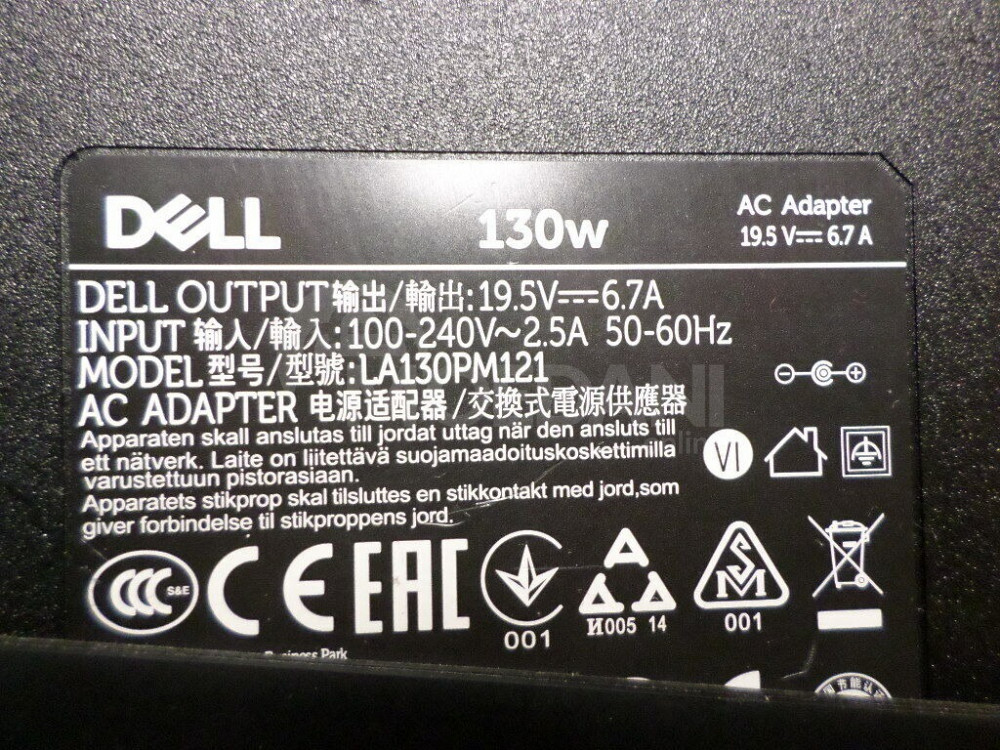 DELL
130w
AC Adapter
19.5 V⎓ 6.7 A
DELL OUTPUT 输出/輸出: 19.5V⎓6.7A
INPUT 输入/輸入: 100-240V~2.5A 50-60Hz
MODEL 型号/型號: LA130PM121
AC ADAPTER 电源适配器/交換式電源供應器
Apparaten skall anslutas till jordat uttag när den ansluts till
ett nätverk. Laite on liitettävä suojamaadoituskoskettimilla
varustettuun pistorasiaan.
Apparatets stikprop skal tilsluttes en stikkontakt med jord,som
giver forbindelse til stikproppens jord.
VI
CCC S&E
CE
EAC
001
И005 14
SM
001
Business Park